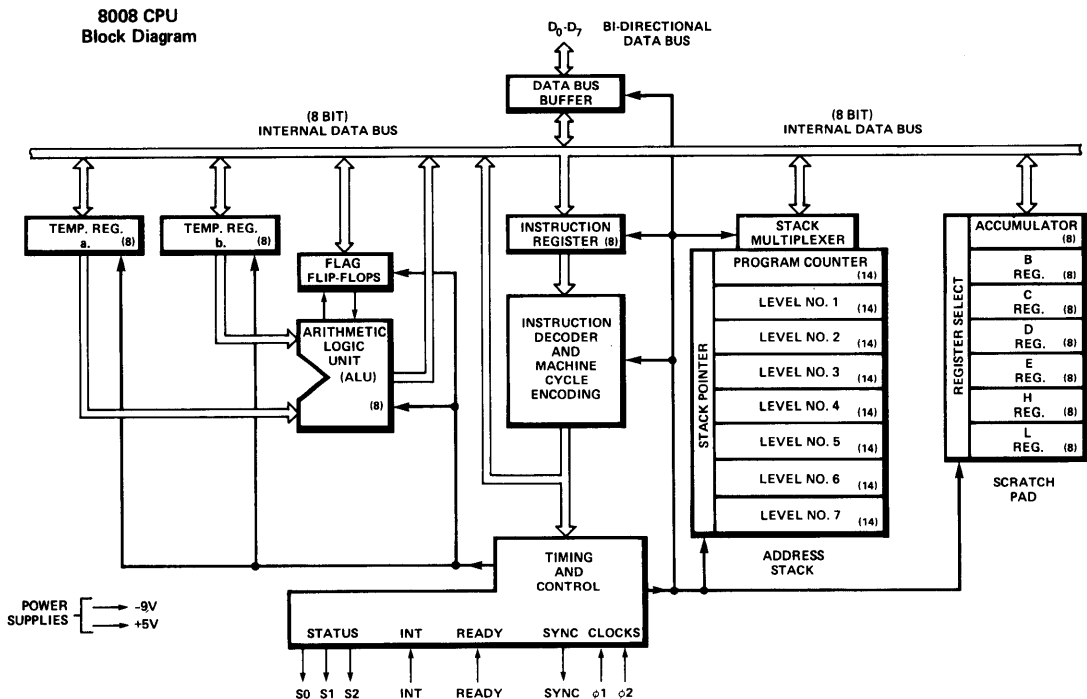 8008 CPU
Block Diagram
D0-D7
BI-DIRECTIONAL
DATA BUS
DATA BUS
BUFFER
(8 BIT)
INTERNAL DATA BUS
(8 BIT)
INTERNAL DATA BUS
TEMP. REG.
a. (8)
TEMP. REG.
b. (8)
FLAG
FLIP-FLOPS
ARITHMETIC
LOGIC
UNIT
(ALU)
(8)
INSTRUCTION
REGISTER (8)
INSTRUCTION
DECODER
AND
MACHINE
CYCLE
ENCODING
STACK
MULTIPLEXER
STACK POINTER
PROGRAM COUNTER
(14)
LEVEL NO. 1 (14)
LEVEL NO. 2 (14)
LEVEL NO. 3 (14)
LEVEL NO. 4 (14)
LEVEL NO. 5 (14)
LEVEL NO. 6 (14)
LEVEL NO. 7 (14)
ADDRESS
STACK
REGISTER SELECT
ACCUMULATOR
(8)
B
REG. (8)
C
REG. (8)
D
REG. (8)
E
REG. (8)
H
REG. (8)
L
REG. (8)
SCRATCH
PAD
TIMING
AND
CONTROL
STATUS INT READY SYNC CLOCKS
S0 S1 S2 INT READY SYNC φ1 φ2
POWER
SUPPLIES
-9V
+5V